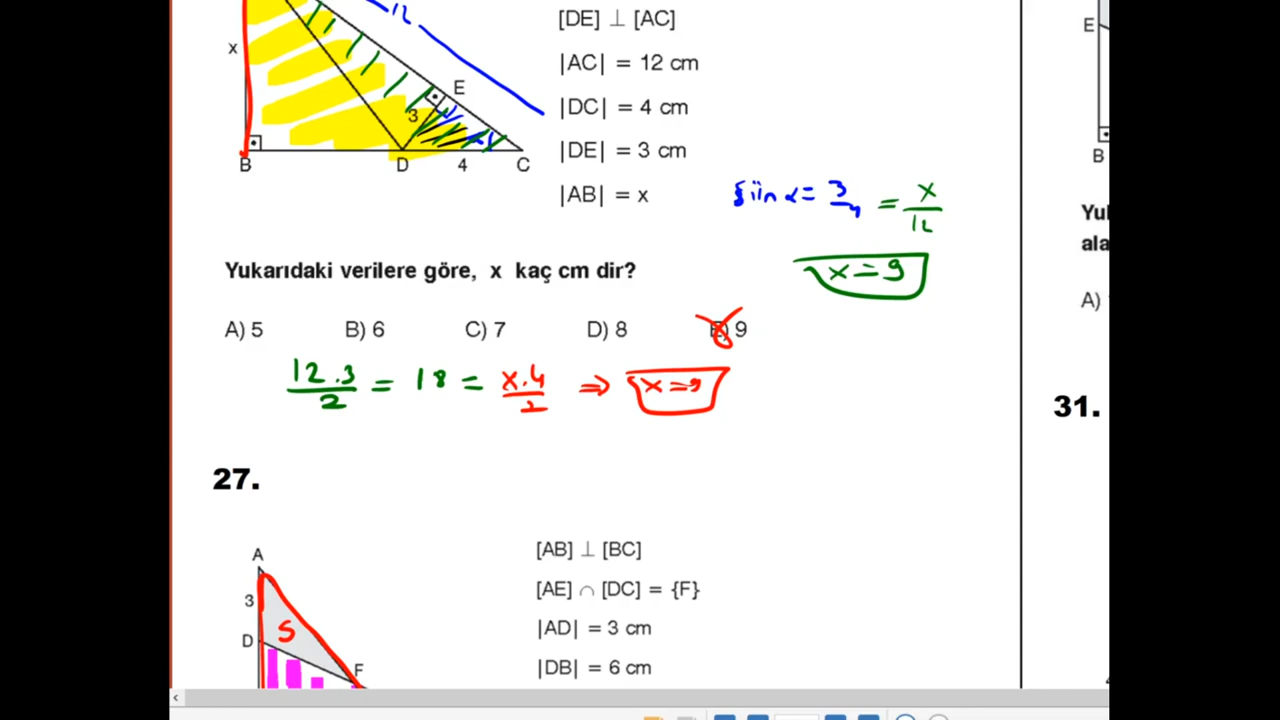 12
[DE] ⊥ [AC]
x
|AC| = 12 cm
E
E
|DC| = 4 cm
3
B
D
4
C
|DE| = 3 cm
B
|AB| = x
sin α = 3/4 = x/12
Yul
ala
Yukarıdaki verilere göre, x kaç cm dir?
x = 9
A) 5 B) 6 C) 7 D) 8 E) 9
A)
12.3/2 = 18 = x.4/2 ⇒ x = 9
31.
27.
A
[AB] ⊥ [BC]
3
[AE] ∩ [DC] = {F}
S
D
|AD| = 3 cm
F
|DB| = 6 cm